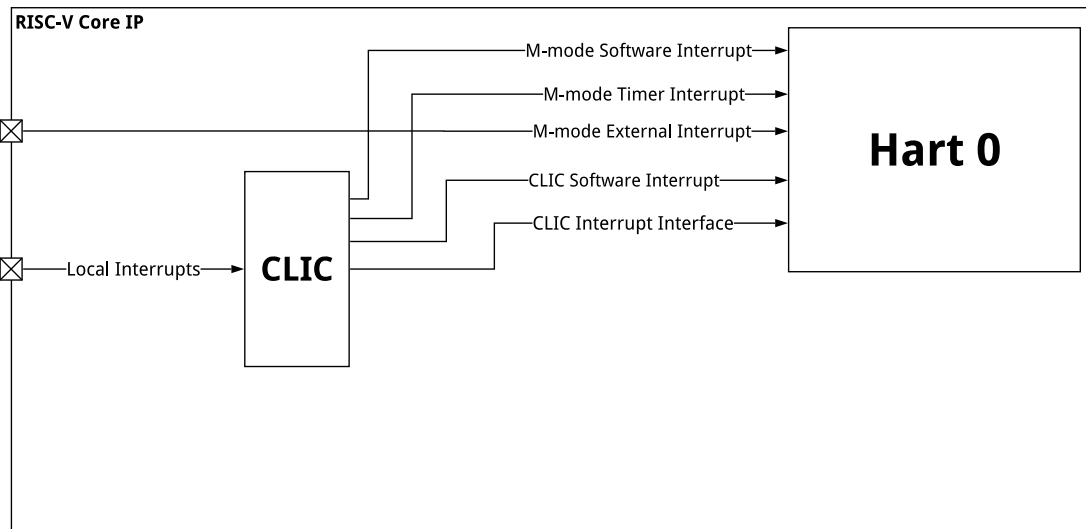 RISC-V Core IP
M-mode Software Interrupt
M-mode Timer Interrupt
M-mode External Interrupt
Hart 0
CLIC Software Interrupt
CLIC Interrupt Interface
Local Interrupts
CLIC